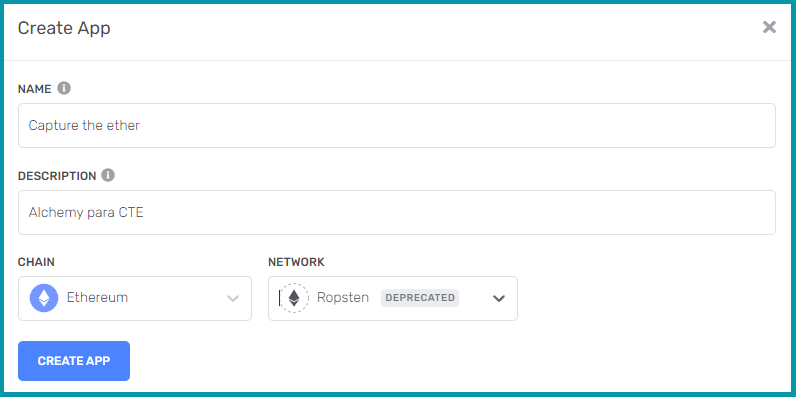 Create App
NAME
Capture the ether
DESCRIPTION
Alchemy para CTE
CHAIN NETWORK
Ethereum Ropsten DEPRECATED
CREATE APP